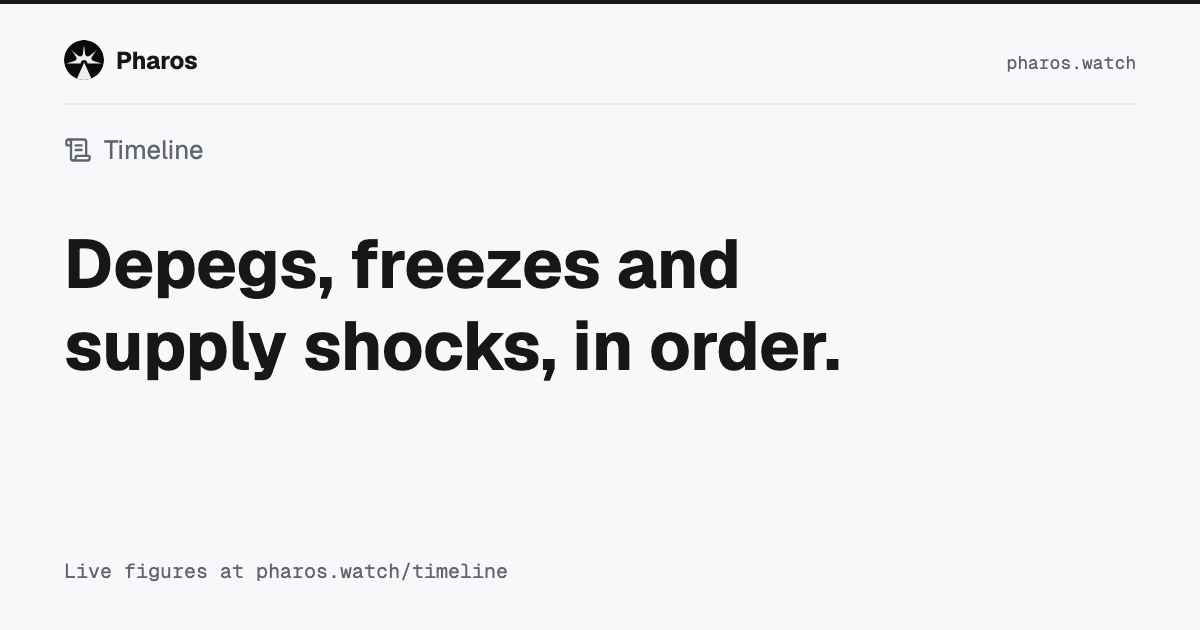 Pharos
pharos.watch
Timeline
Depegs, freezes and
supply shocks, in order.
Live figures at pharos.watch/timeline